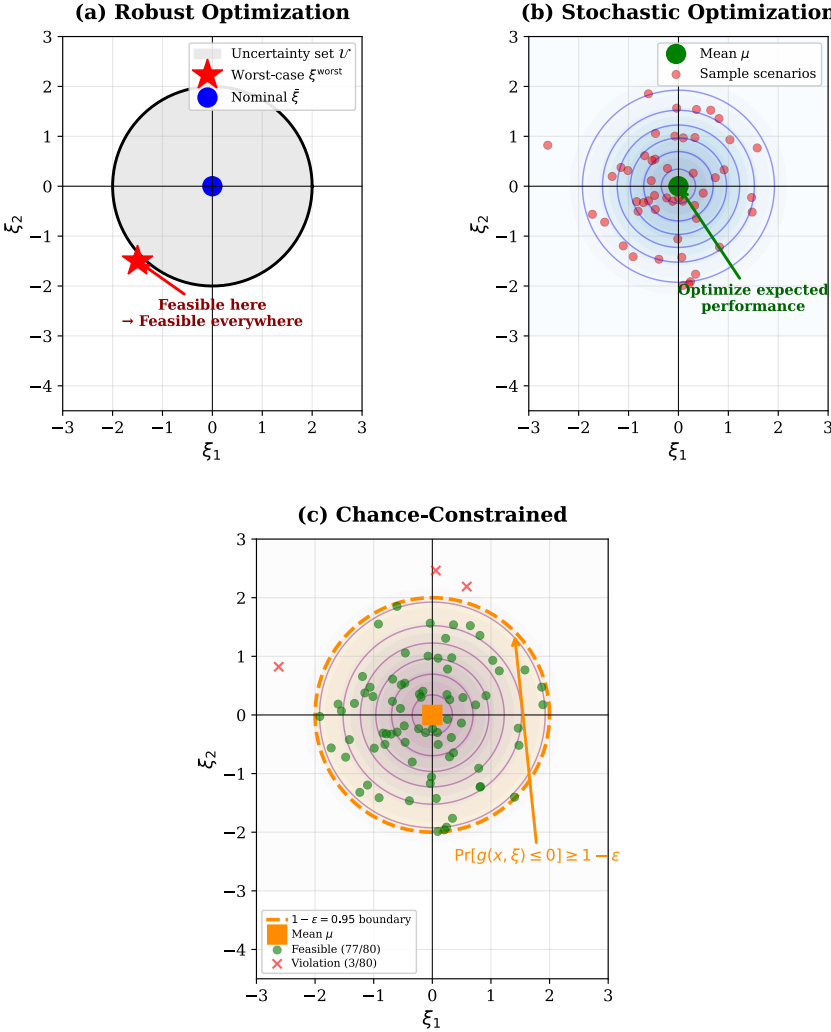 (a) Robust Optimization
Uncertainty set 𝒰
Worst-case ξ^worst
Nominal ξ̄
3
2
1
0
−1
−2
−3
−4
ξ₂
Feasible here
→ Feasible everywhere
−3 −2 −1 0 1 2 3
ξ₁
(b) Stochastic Optimization
Mean μ
Sample scenarios
3
2
1
0
−1
−2
−3
−4
ξ₂
Optimize expected
performance
−3 −2 −1 0 1 2 3
ξ₁
(c) Chance-Constrained
3
2
1
0
−1
−2
−3
−4
ξ₂
Pr[g(x, ξ) ≤ 0] ≥ 1 − ε
1 − ε = 0.95 boundary
Mean μ
Feasible (77/80)
Violation (3/80)
−3 −2 −1 0 1 2 3
ξ₁